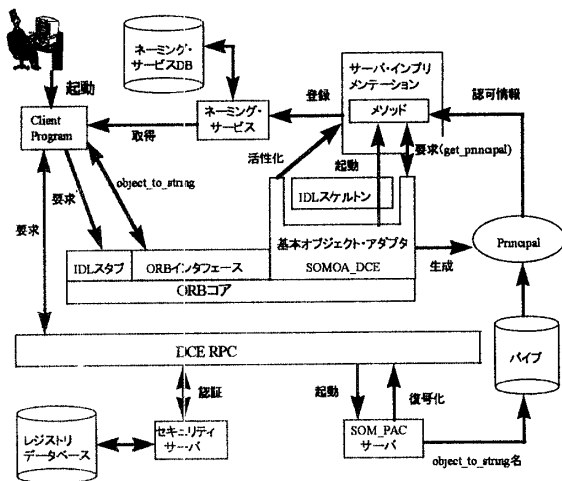 ネーミング・
サービスDB
起動
Client
Program
取得
ネーミング・
サービス
登録
サーバ・インプリ
メンテーション
メソッド
認可情報
活性化
起動
要求(get_principal)
object_to_string
要求
要求
IDLスケルトン
基本オブジェクト・アダプタ
SOMOA_DCE
IDLスタブ
ORBインタフェース
ORBコア
生成
Principal
パイプ
DCE RPC
認証
起動
復号化
レジストリ
データベース
セキュリティ
サーバ
SOM_PAC
サーバ
object_to_string名